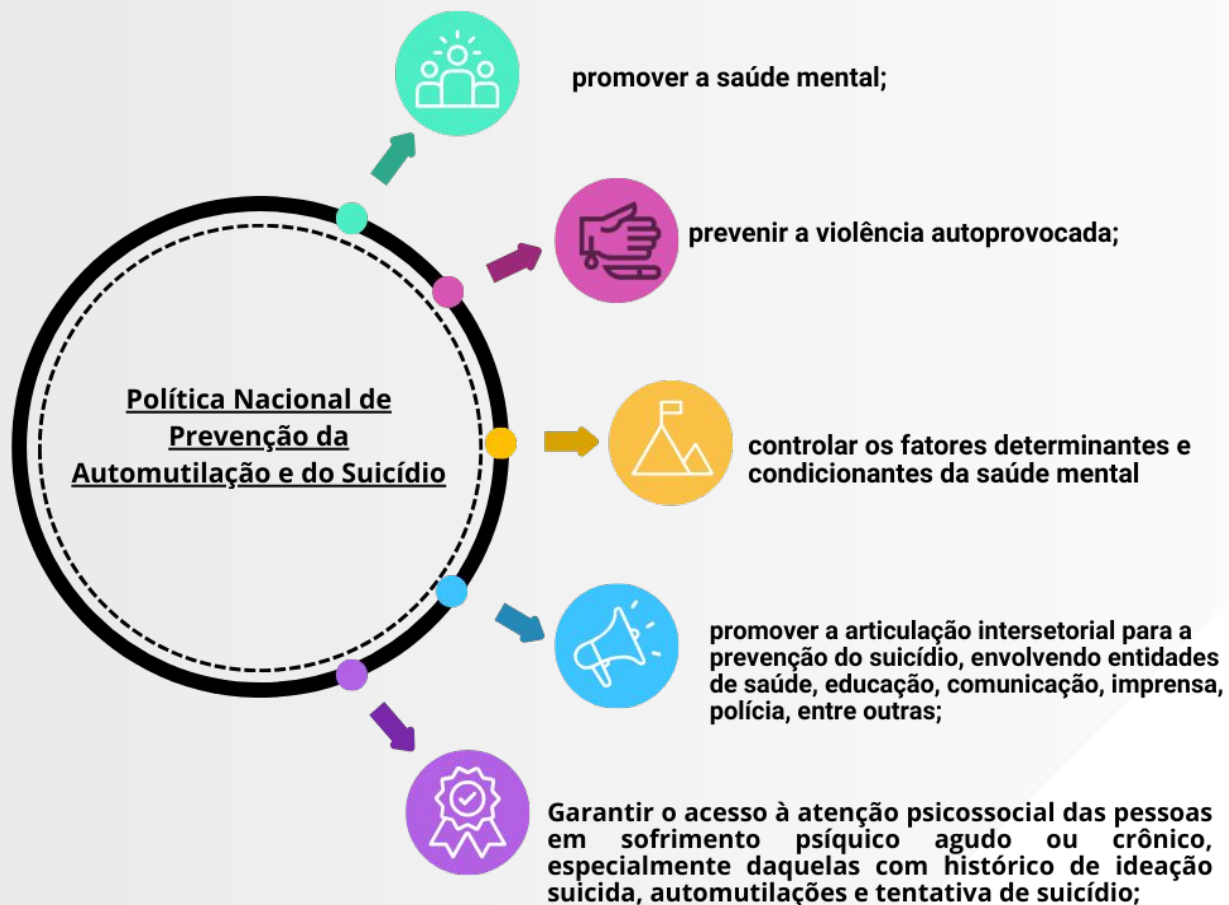 promover a saúde mental;
prevenir a violência autoprovocada;
Política Nacional de
Prevenção da
Automutilação e do Suicídio
controlar os fatores determinantes e
condicionantes da saúde mental
promover a articulação intersetorial para a
prevenção do suicídio, envolvendo entidades
de saúde, educação, comunicação, imprensa,
polícia, entre outras;
Garantir o acesso à atenção psicossocial das pessoas
em sofrimento psíquico agudo ou crônico,
especialmente daquelas com histórico de ideação
suicida, automutilações e tentativa de suicídio;